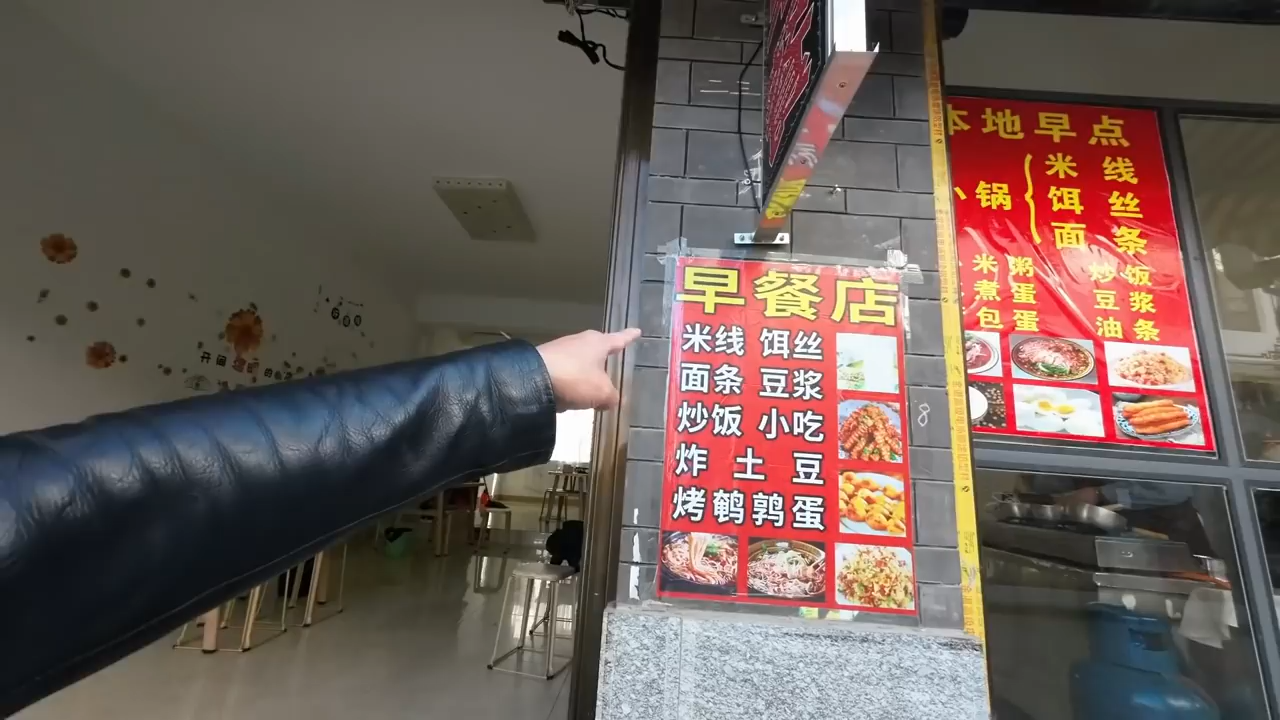 早餐店
米线 饵丝
面条 豆浆
炒饭 小吃
炸土豆
烤鹌鹑蛋
本地早点
小锅
米线
饵丝
面条
米粥 炒饭
煮蛋 豆浆
包蛋 油条